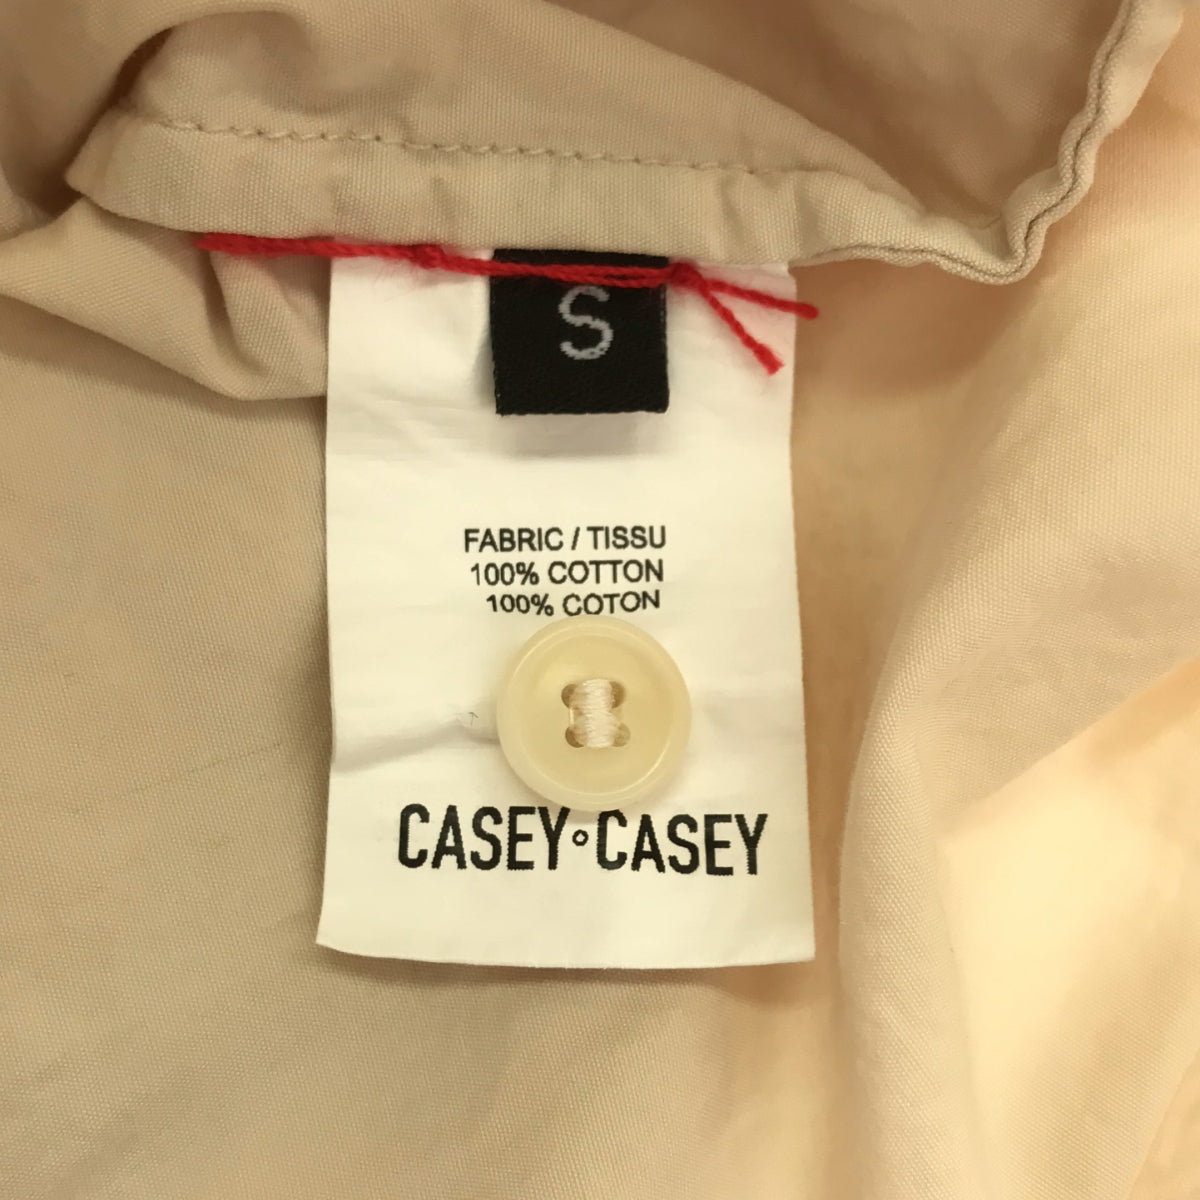 S
FABRIC / TISSU
100% COTTON
100% COTON
CASEY°CASEY